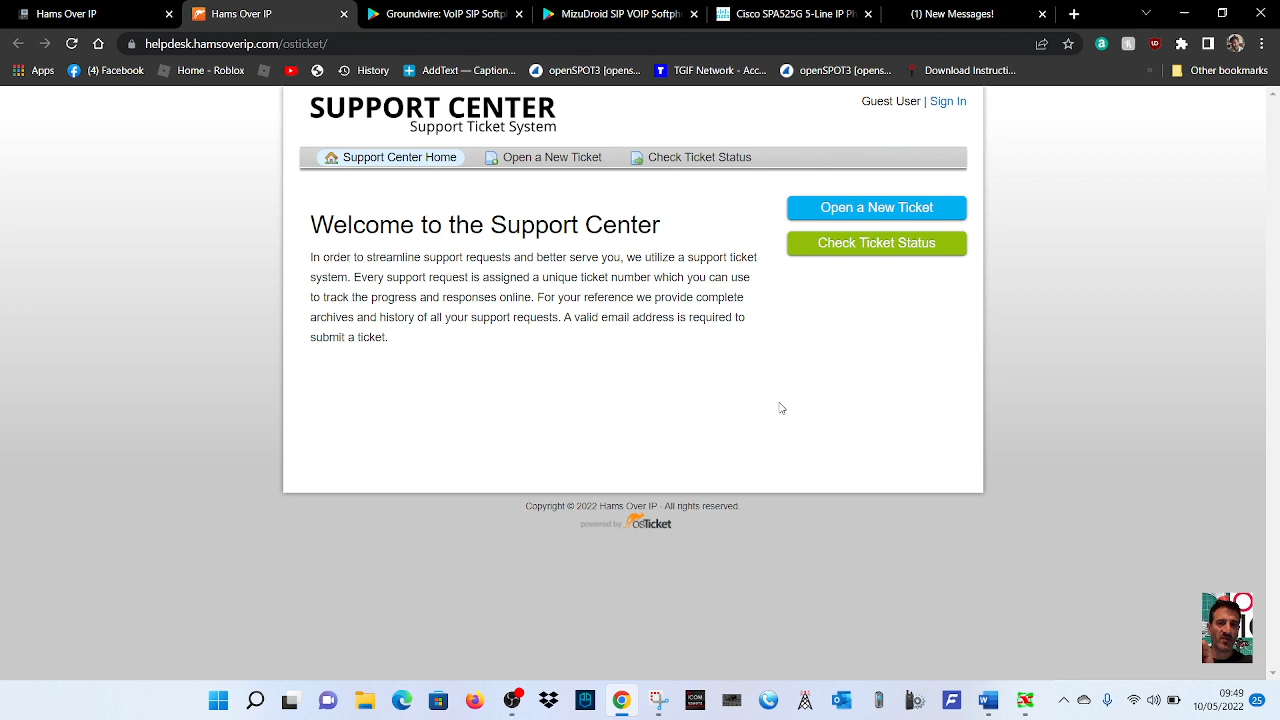 Hams Over IP
Hams Over IP
Groundwire: VoIP SIP Softph
MizuDroid SIP VOIP Softpho
Cisco SPA525G 5-Line IP Ph
(1) New Messages!
helpdesk.hamsoverip.com/osticket/
Apps
(4) Facebook
Home - Roblox
History
AddText — Caption...
openSPOT3 [opens...
TGIF Network - Acc...
openSPOT3 [opens...
Download Instanti...
»
Other bookmarks
SUPPORT CENTER
Support Ticket System
Guest User | Sign In
Support Center Home
Open a New Ticket
Check Ticket Status
Open a New Ticket
Check Ticket Status
Welcome to the Support Center
In order to streamline support requests and better serve you, we utilize a support ticket
system. Every support request is assigned a unique ticket number which you can use
to track the progress and responses online. For your reference we provide complete
archives and history of all your support requests. A valid email address is required to
submit a ticket.
Copyright © 2022 Hams Over IP - All rights reserved.
powered by osTicket
ICOM
09:49
10/05/2022
25